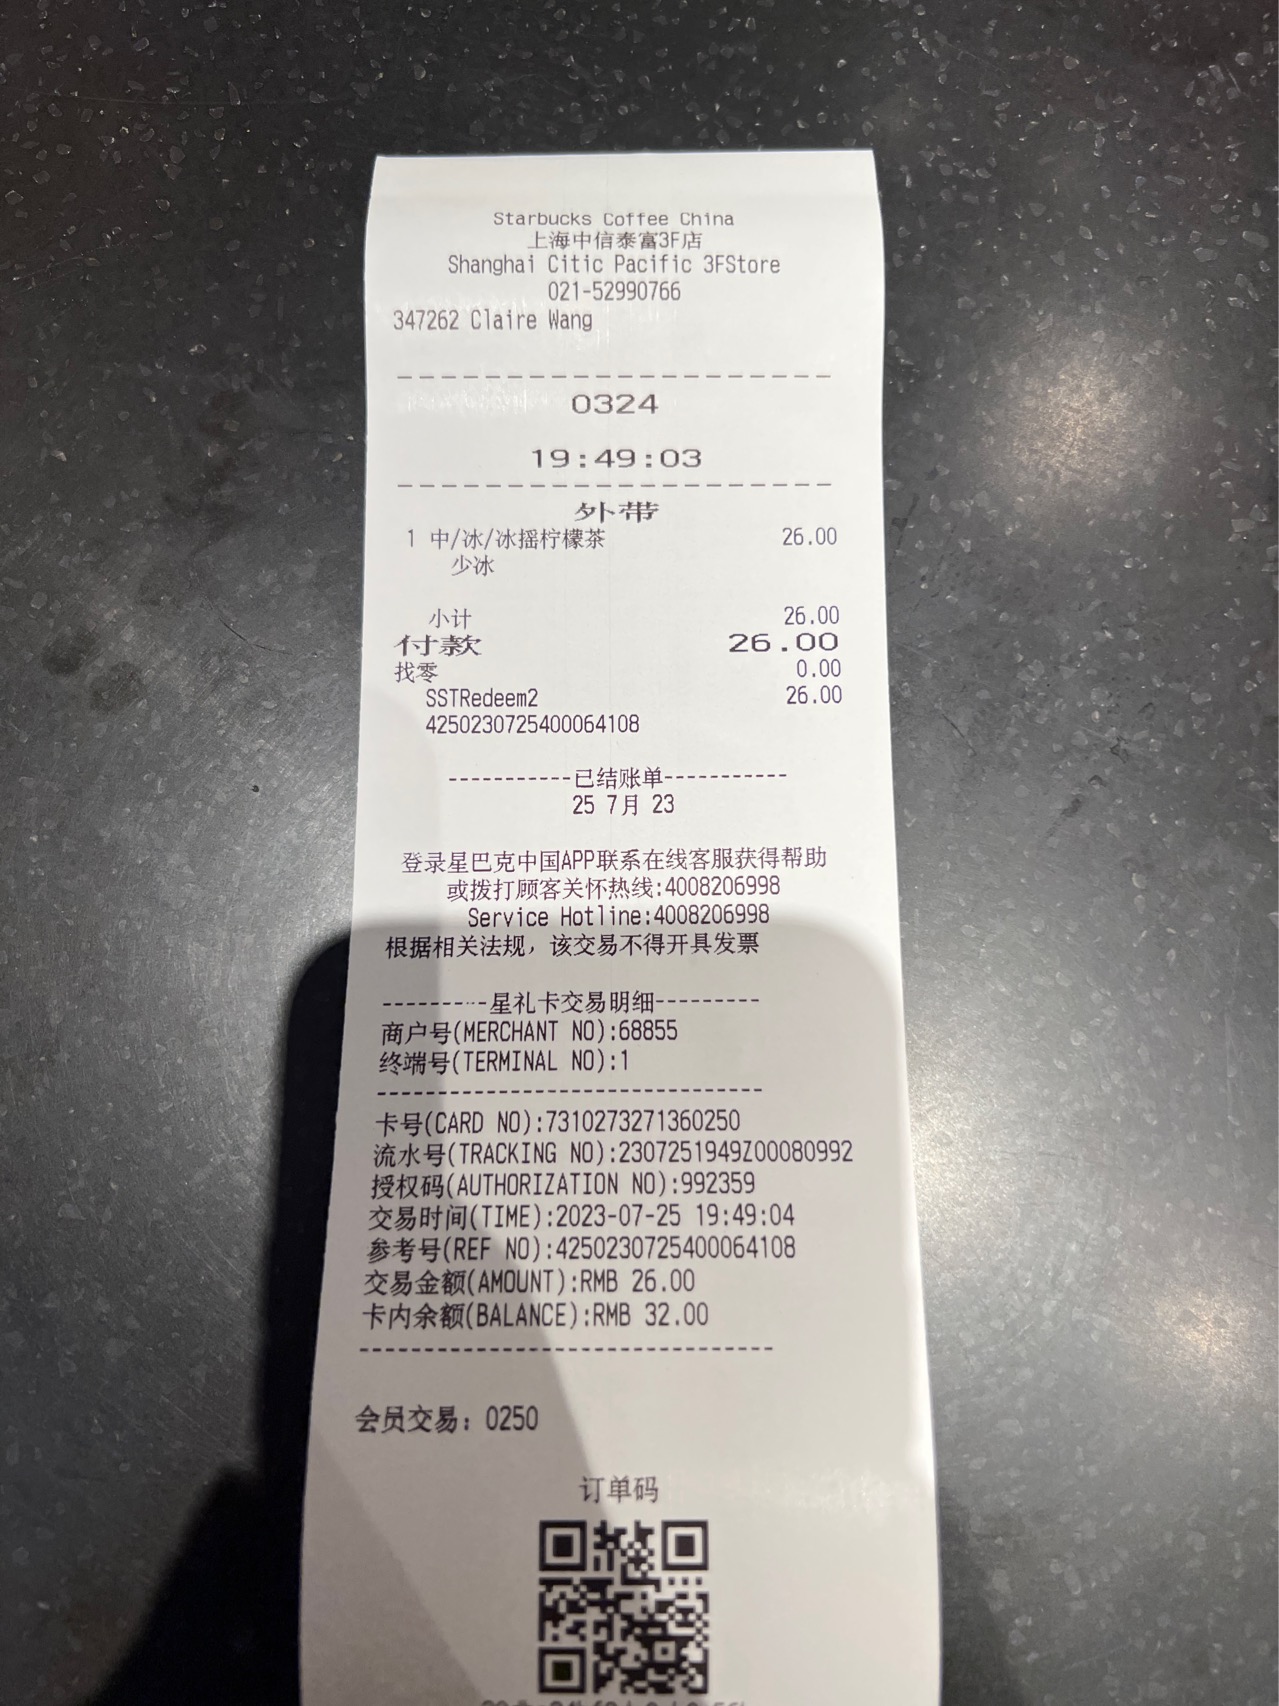 Starbucks Coffee China
上海中信泰富3F店
Shanghai Citic Pacific 3FStore
021-52990766
347262 Claire Wang
--------------------
0324
19:49:03
--------------------
外带
1 中/冰/冰摇柠檬茶 26.00
少冰
小计 26.00
付款 26.00
找零 0.00
SSTRedeem2 26.00
4250230725400064108
-----------已结账单-----------
25 7月 23
登录星巴克中国APP联系在线客服获得帮助
或拨打顾客关怀热线:4008206998
Service Hotline:4008206998
根据相关法规，该交易不得开具发票
---------星礼卡交易明细---------
商户号(MERCHANT NO):68855
终端号(TERMINAL NO):1
-------------------------------
卡号(CARD NO):7310273271360250
流水号(TRACKING NO):2307251949Z00080992
授权码(AUTHORIZATION NO):992359
交易时间(TIME):2023-07-25 19:49:04
参考号(REF NO):4250230725400064108
交易金额(AMOUNT):RMB 26.00
卡内余额(BALANCE):RMB 32.00
-------------------------------
会员交易: 0250
订单码